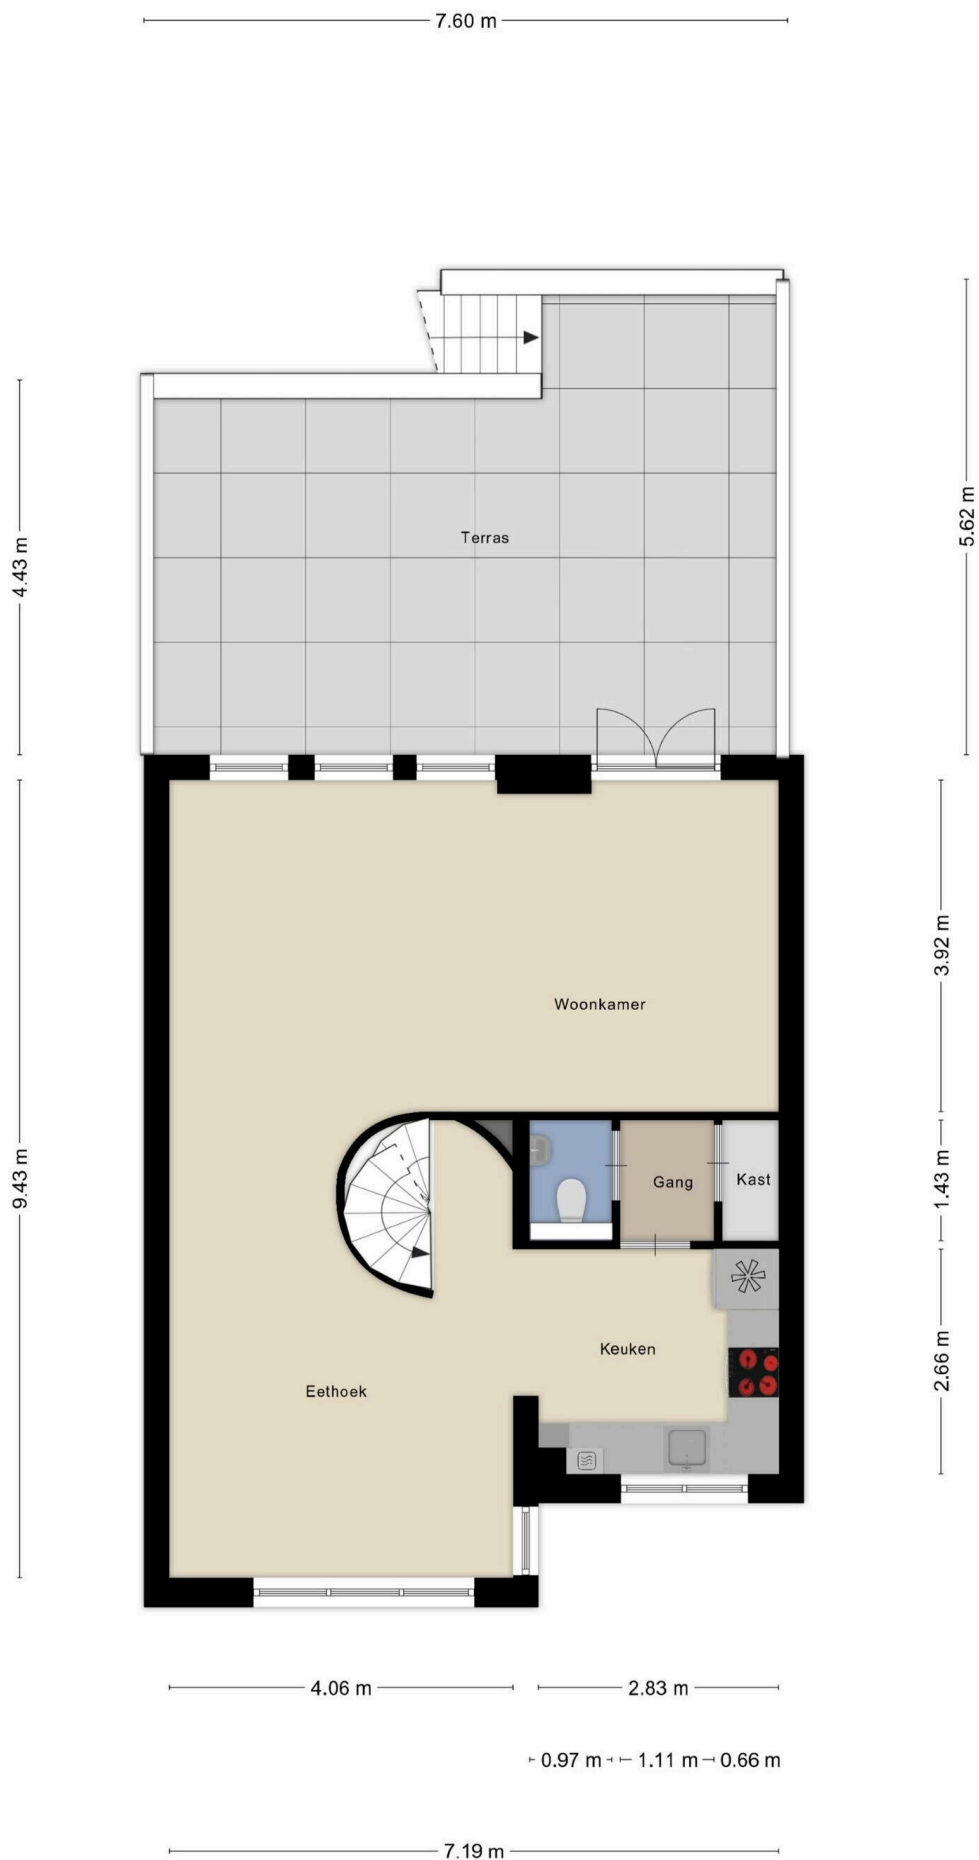 7.60 m
4.43 m
5.62 m
Terras
9.43 m
3.92 m
Woonkamer
1.43 m
Gang
Kast
2.66 m
Keuken
Eethoek
4.06 m
2.83 m
0.97 m
1.11 m
0.66 m
7.19 m